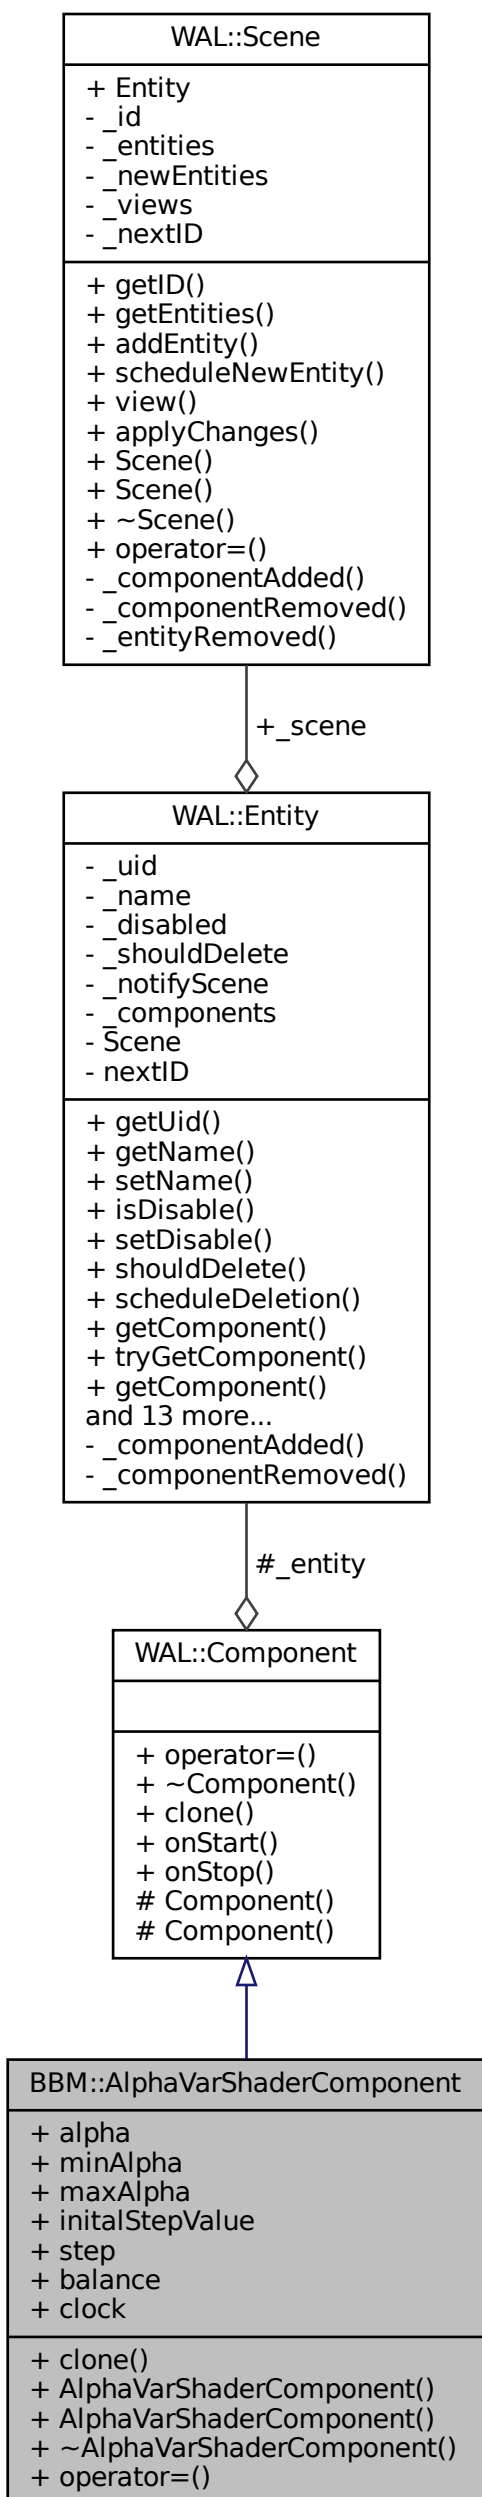 WAL::Scene
+ Entity
- _id
- _entities
- _newEntities
- _views
- _nextID
+ getID()
+ getEntities()
+ addEntity()
+ scheduleNewEntity()
+ view()
+ applyChanges()
+ Scene()
+ Scene()
+ ~Scene()
+ operator=()
- _componentAdded()
- _componentRemoved()
- _entityRemoved()
+_scene
WAL::Entity
- _uid
- _name
- _disabled
- _shouldDelete
- _notifyScene
- _components
- Scene
- nextID
+ getUid()
+ getName()
+ setName()
+ isDisable()
+ setDisable()
+ shouldDelete()
+ scheduleDeletion()
+ getComponent()
+ tryGetComponent()
+ getComponent()
and 13 more...
- _componentAdded()
- _componentRemoved()
#_entity
WAL::Component
+ operator=()
+ ~Component()
+ clone()
+ onStart()
+ onStop()
# Component()
# Component()
BBM::AlphaVarShaderComponent
+ alpha
+ minAlpha
+ maxAlpha
+ initalStepValue
+ step
+ balance
+ clock
+ clone()
+ AlphaVarShaderComponent()
+ AlphaVarShaderComponent()
+ ~AlphaVarShaderComponent()
+ operator=()